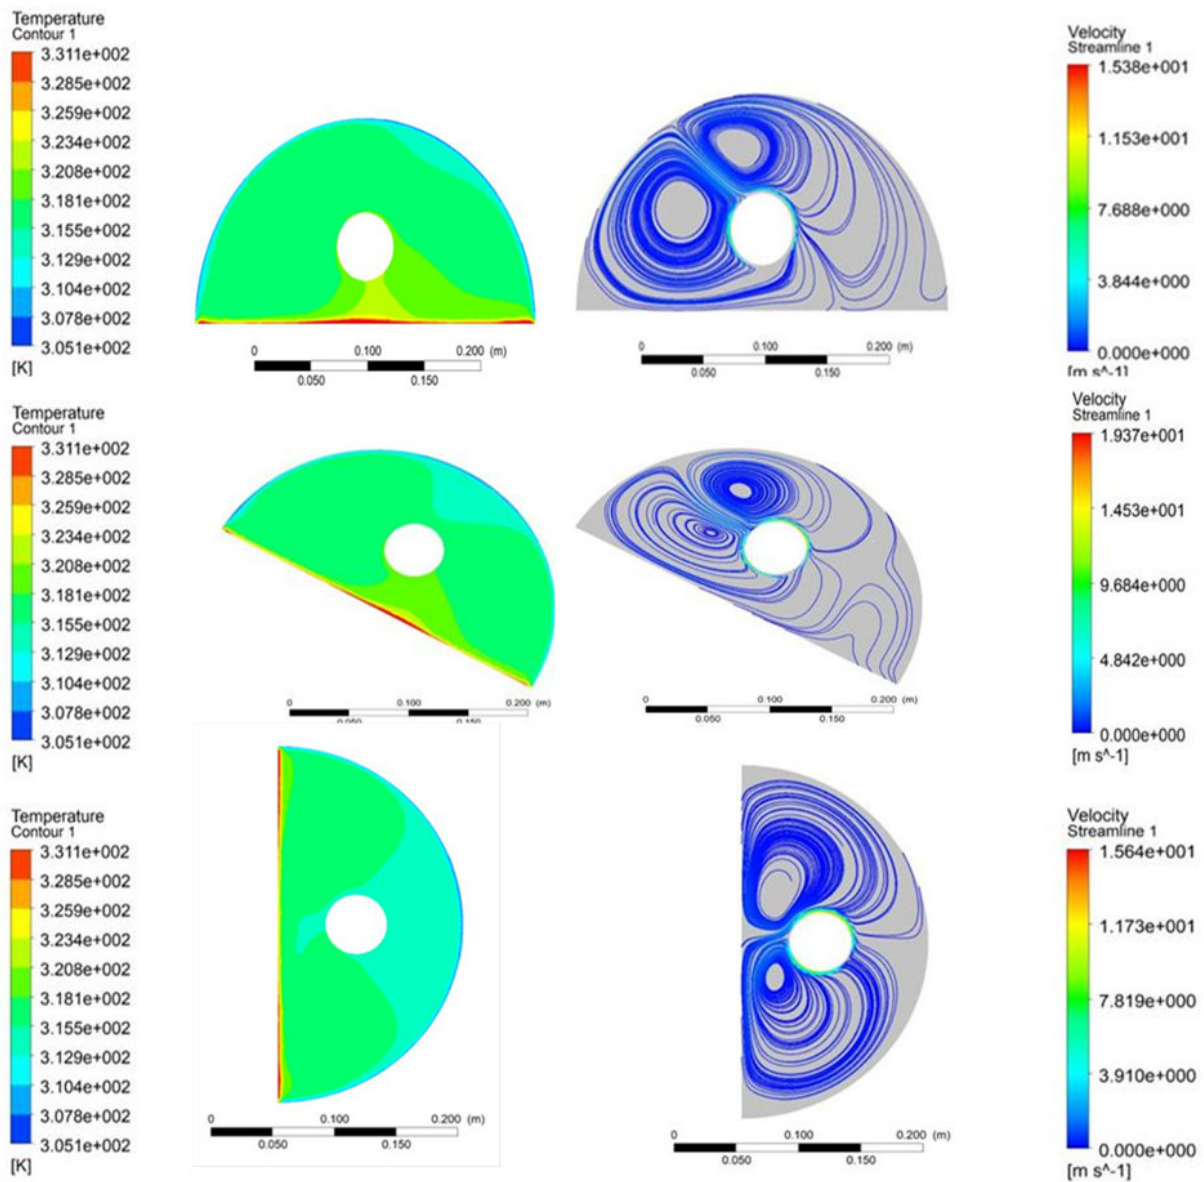 Temperature
Contour 1
3.311e+002
3.285e+002
3.259e+002
3.234e+002
3.208e+002
3.181e+002
3.155e+002
3.129e+002
3.104e+002
3.078e+002
3.051e+002
[K]
0 0.100 0.200 (m)
0.050 0.150
0 0.100 0.200 (m)
0.050 0.150
Velocity
Streamline 1
1.538e+001
1.153e+001
7.688e+000
3.844e+000
0.000e+000
[m s^-1]
Temperature
Contour 1
3.311e+002
3.285e+002
3.259e+002
3.234e+002
3.208e+002
3.181e+002
3.155e+002
3.129e+002
3.104e+002
3.078e+002
3.051e+002
[K]
0 0.100 0.200 (m)
0.050 0.150
0 0.100 0.200 (m)
0.050 0.150
Velocity
Streamline 1
1.937e+001
1.453e+001
9.684e+000
4.842e+000
0.000e+000
[m s^-1]
Temperature
Contour 1
3.311e+002
3.285e+002
3.259e+002
3.234e+002
3.208e+002
3.181e+002
3.155e+002
3.129e+002
3.104e+002
3.078e+002
3.051e+002
[K]
0 0.100 0.200 (m)
0.050 0.150
0 0.100 0.200 (m)
0.050 0.150
Velocity
Streamline 1
1.564e+001
1.173e+001
7.819e+000
3.910e+000
0.000e+000
[m s^-1]